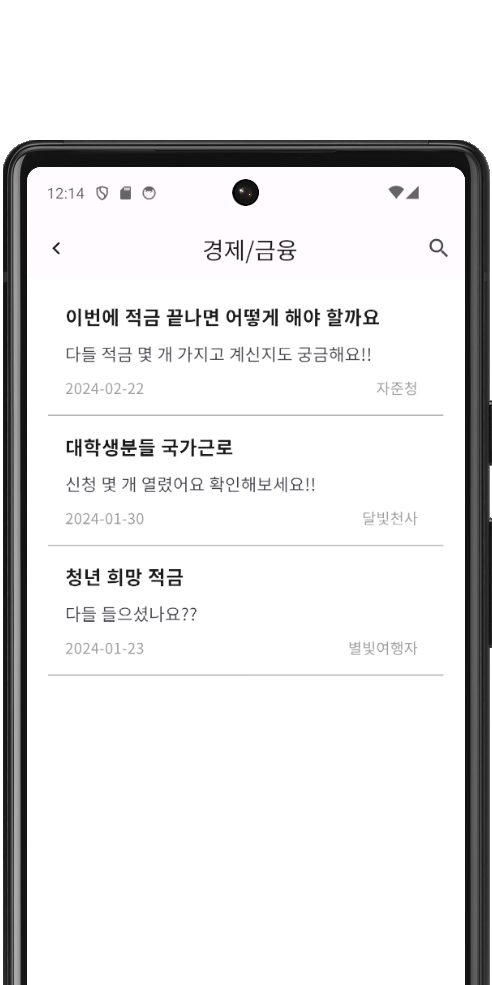 12:14
경제/금융
이번에 적금 끝나면 어떻게 해야 할까요
다들 적금 몇 개 가지고 계신지도 궁금해요!!
2024-02-22 자준청
대학생분들 국가근로
신청 몇 개 열렸어요 확인해보세요!!
2024-01-30 달빛천사
청년 희망 적금
다들 들으셨나요??
2024-01-23 별빛여행자